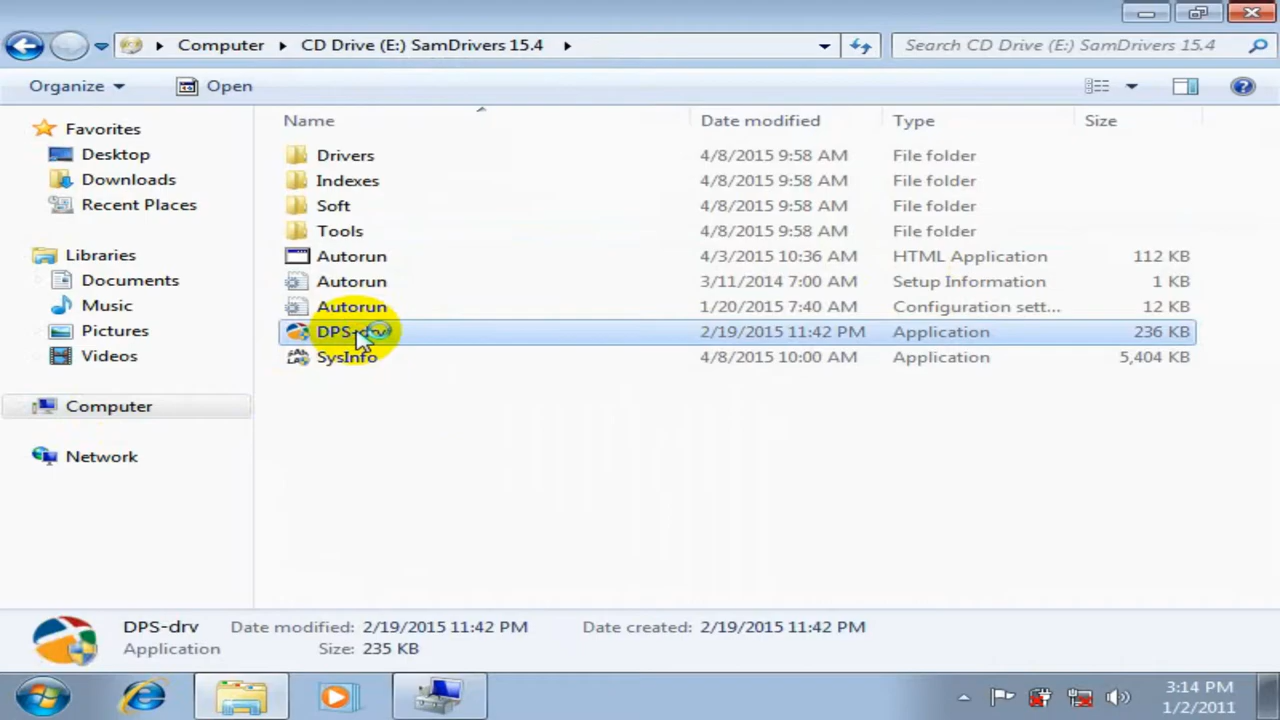 Computer CD Drive (E:) SamDrivers 15.4 Search CD Drive (E:) SamDrivers 15.4
Organize Open
Name Date modified Type Size
Favorites
Desktop
Downloads
Recent Places
Libraries
Documents
Music
Pictures
Videos
Computer
Network
Drivers 4/8/2015 9:58 AM File folder
Indexes 4/8/2015 9:58 AM File folder
Soft 4/8/2015 9:58 AM File folder
Tools 4/8/2015 9:58 AM File folder
Autorun 4/3/2015 10:36 AM HTML Application 112 KB
Autorun 3/11/2014 7:00 AM Setup Information 1 KB
Autorun 1/20/2015 7:40 AM Configuration sett... 12 KB
DPS-drv 2/19/2015 11:42 PM Application 236 KB
SysInfo 4/8/2015 10:00 AM Application 5,404 KB
DPS-drv Date modified: 2/19/2015 11:42 PM Date created: 2/19/2015 11:42 PM
Application Size: 235 KB
3:14 PM
1/2/2011